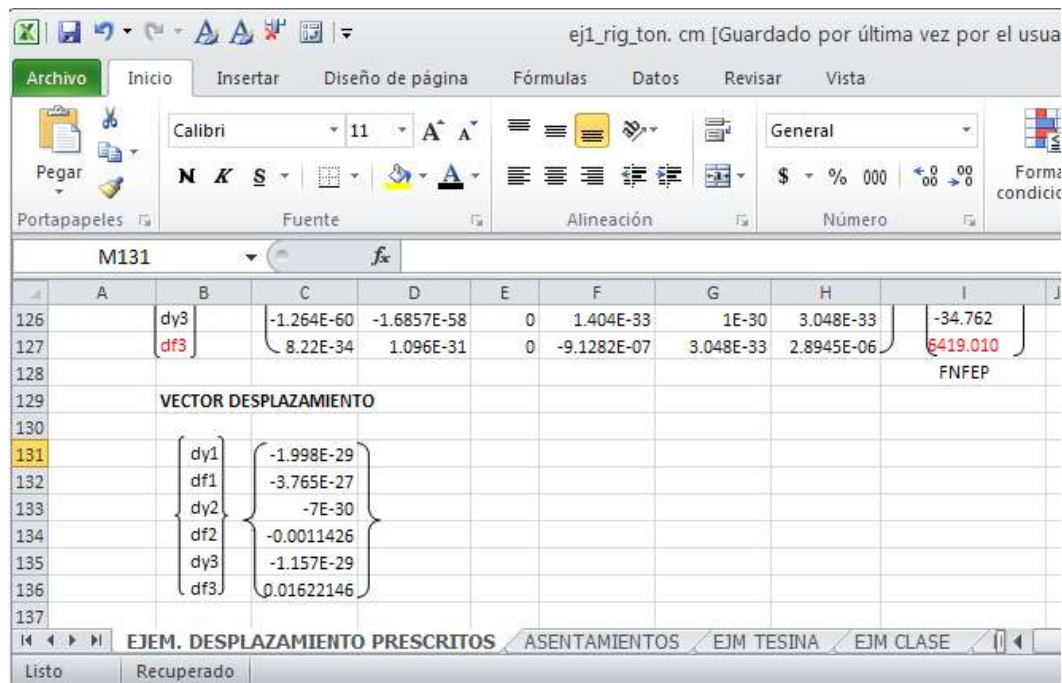 ej1_rig_ton. cm [Guardado por última vez por el usua
Archivo Inicio Insertar Diseño de página Fórmulas Datos Revisar Vista
Calibri 11 A A General
Pegar N K S A $ % 000 Forma
condicio
Portapapeles Fuente Alineación Número
M131 fx
A B C D E F G H I J
126 dy3 -1.264E-60 -1.6857E-58 0 1.404E-33 1E-30 3.048E-33 -34.762
127 df3 8.22E-34 1.096E-31 0 -9.1282E-07 3.048E-33 2.8945E-06 6419.010
128 FNFEP
129 VECTOR DESPLAZAMIENTO
130
131 dy1 -1.998E-29
132 df1 -3.765E-27
133 dy2 -7E-30
134 df2 -0.0011426
135 dy3 -1.157E-29
136 df3 0.01622146
137
EJEM. DESPLAZAMIENTO PRESCRITOS ASENTAMIENTOS EJM TESINA EJM CLASE
Listo Recuperado